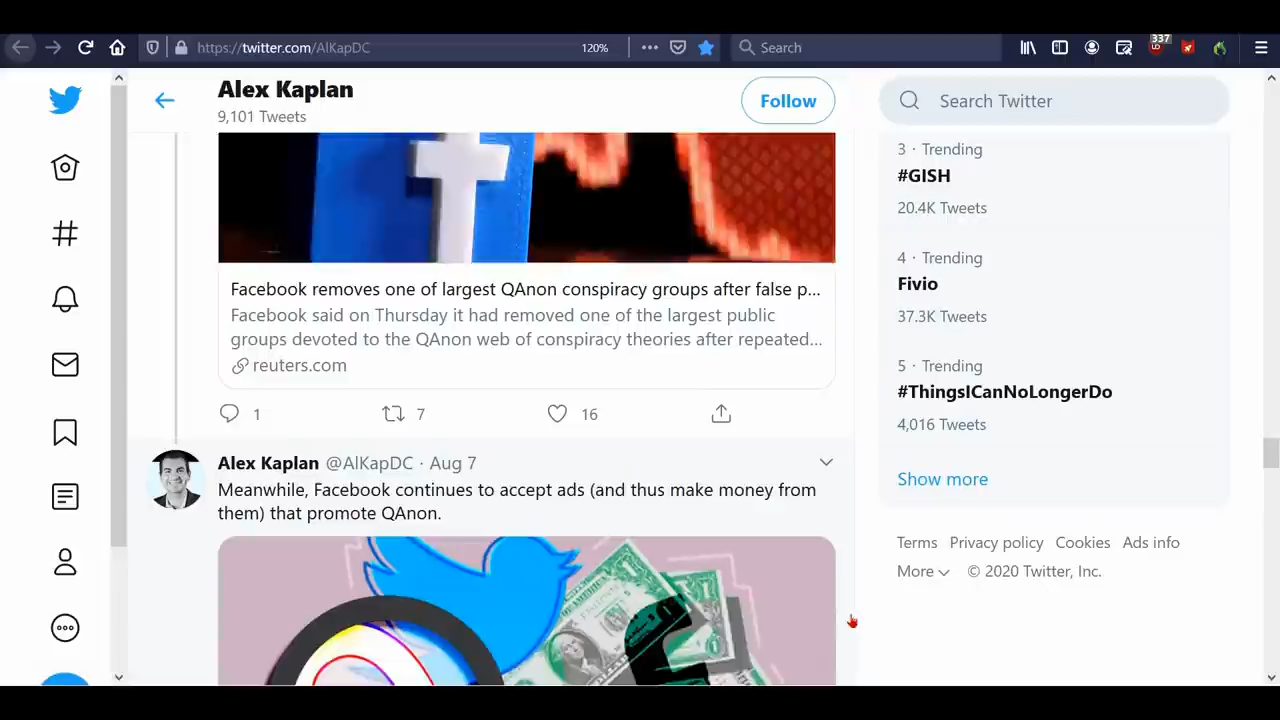 https://twitter.com/AlKapDC
120%
Search
337
Alex Kaplan
9,101 Tweets
Follow
Search Twitter
Facebook removes one of largest QAnon conspiracy groups after false p...
Facebook said on Thursday it had removed one of the largest public
groups devoted to the QAnon web of conspiracy theories after repeated...
reuters.com
1
7
16
Alex Kaplan @AlKapDC · Aug 7
Meanwhile, Facebook continues to accept ads (and thus make money from
them) that promote QAnon.
3 · Trending
#GISH
20.4K Tweets
4 · Trending
Fivio
37.3K Tweets
5 · Trending
#ThingsICanNoLongerDo
4,016 Tweets
Show more
Terms Privacy policy Cookies Ads info
More © 2020 Twitter, Inc.